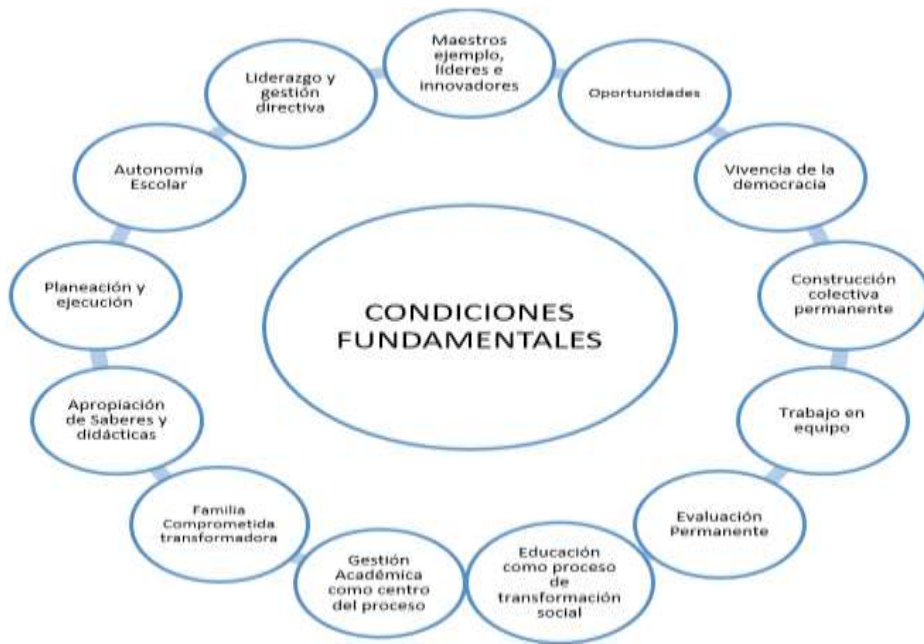 CONDICIONES
FUNDAMENTALES
Maestros
ejemplo,
líderes e
innovadores
Oportunidades
Vivencia de la
democracia
Construcción
colectiva
permanente
Trabajo en
equipo
Evaluación
Permanente
Educación
como proceso
de
transformación
social
Gestión
Académica
como centro
del proceso
Familia
Comprometida
transformadora
Apropiación
de Saberes y
didácticas
Planeación y
ejecución
Autonomía
Escolar
Liderazgo y
gestión
directiva